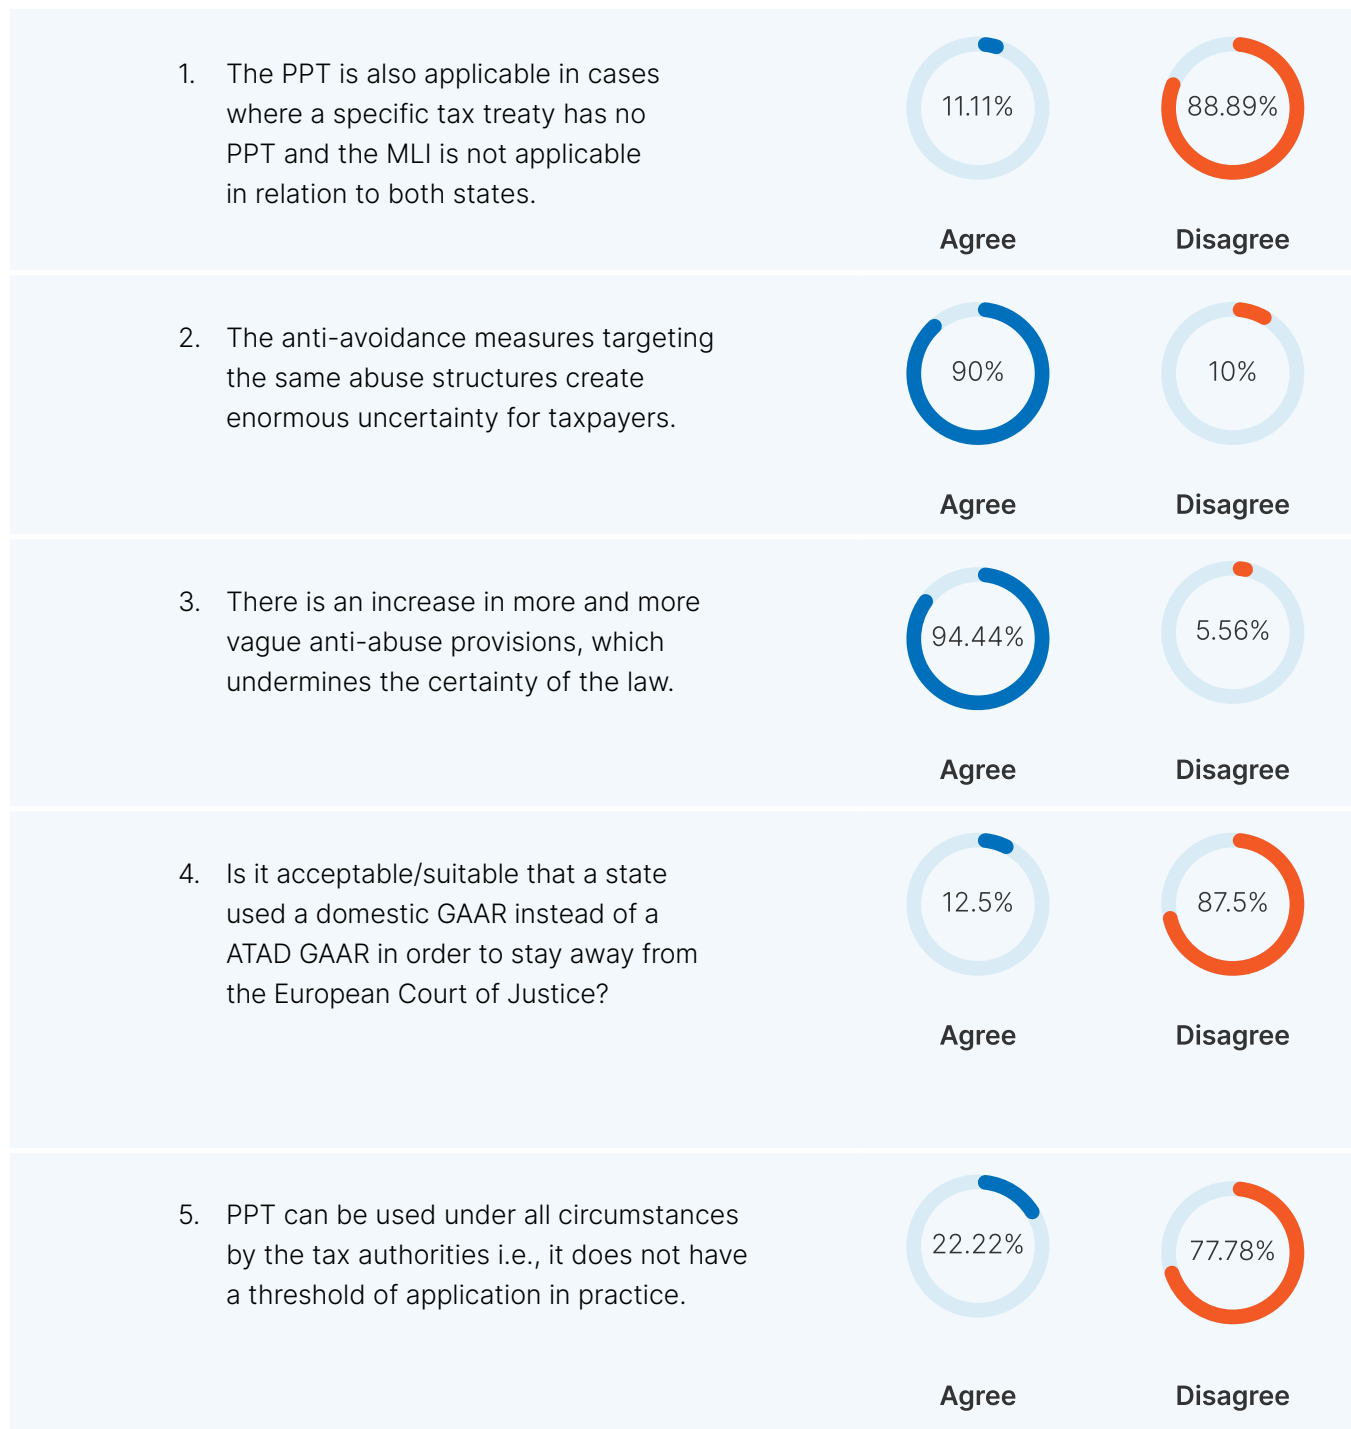 1. The PPT is also applicable in cases
where a specific tax treaty has no
PPT and the MLI is not applicable
in relation to both states.
11.11% 88.89%
Agree Disagree
2. The anti-avoidance measures targeting
the same abuse structures create
enormous uncertainty for taxpayers.
90% 10%
Agree Disagree
3. There is an increase in more and more
vague anti-abuse provisions, which
undermines the certainty of the law.
94.44% 5.56%
Agree Disagree
4. Is it acceptable/suitable that a state
used a domestic GAAR instead of a
ATAD GAAR in order to stay away from
the European Court of Justice?
12.5% 87.5%
Agree Disagree
5. PPT can be used under all circumstances
by the tax authorities i.e., it does not have
a threshold of application in practice.
22.22% 77.78%
Agree Disagree